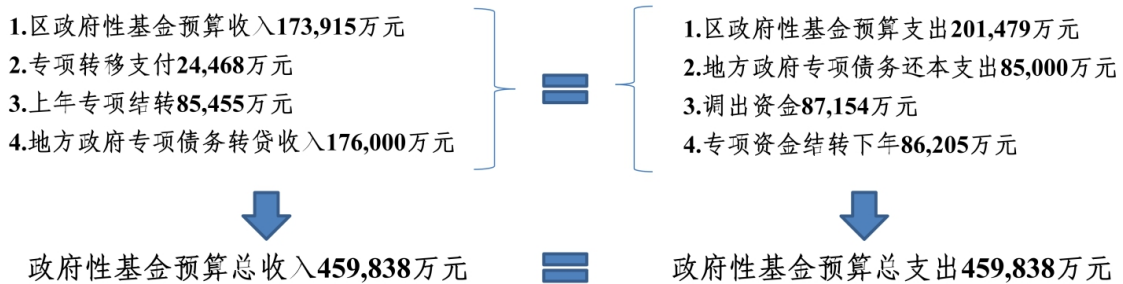 1.区政府性基金预算收入173,915万元
2.专项转移支付24,468万元
3.上年专项结转85,455万元
4.地方政府专项债务转贷收入176,000万元
1.区政府性基金预算支出201,479万元
2.地方政府专项债务还本支出85,000万元
3.调出资金87,154万元
4.专项资金结转下年86,205万元
政府性基金预算总收入459,838万元
政府性基金预算总支出459,838万元